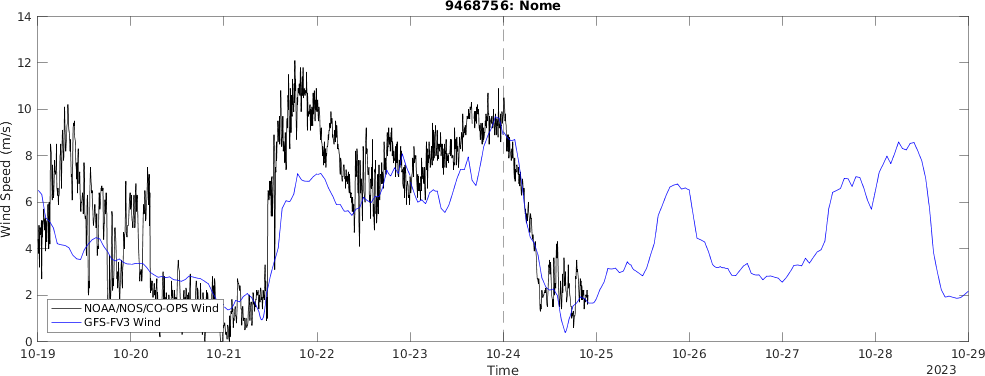 9468756: Nome
14
12
10
8
6
4
2
0
Wind Speed (m/s)
NOAA/NOS/CO-OPS Wind
GFS-FV3 Wind
10-19 10-20 10-21 10-22 10-23 10-24 10-25 10-26 10-27 10-28 10-29
Time
2023